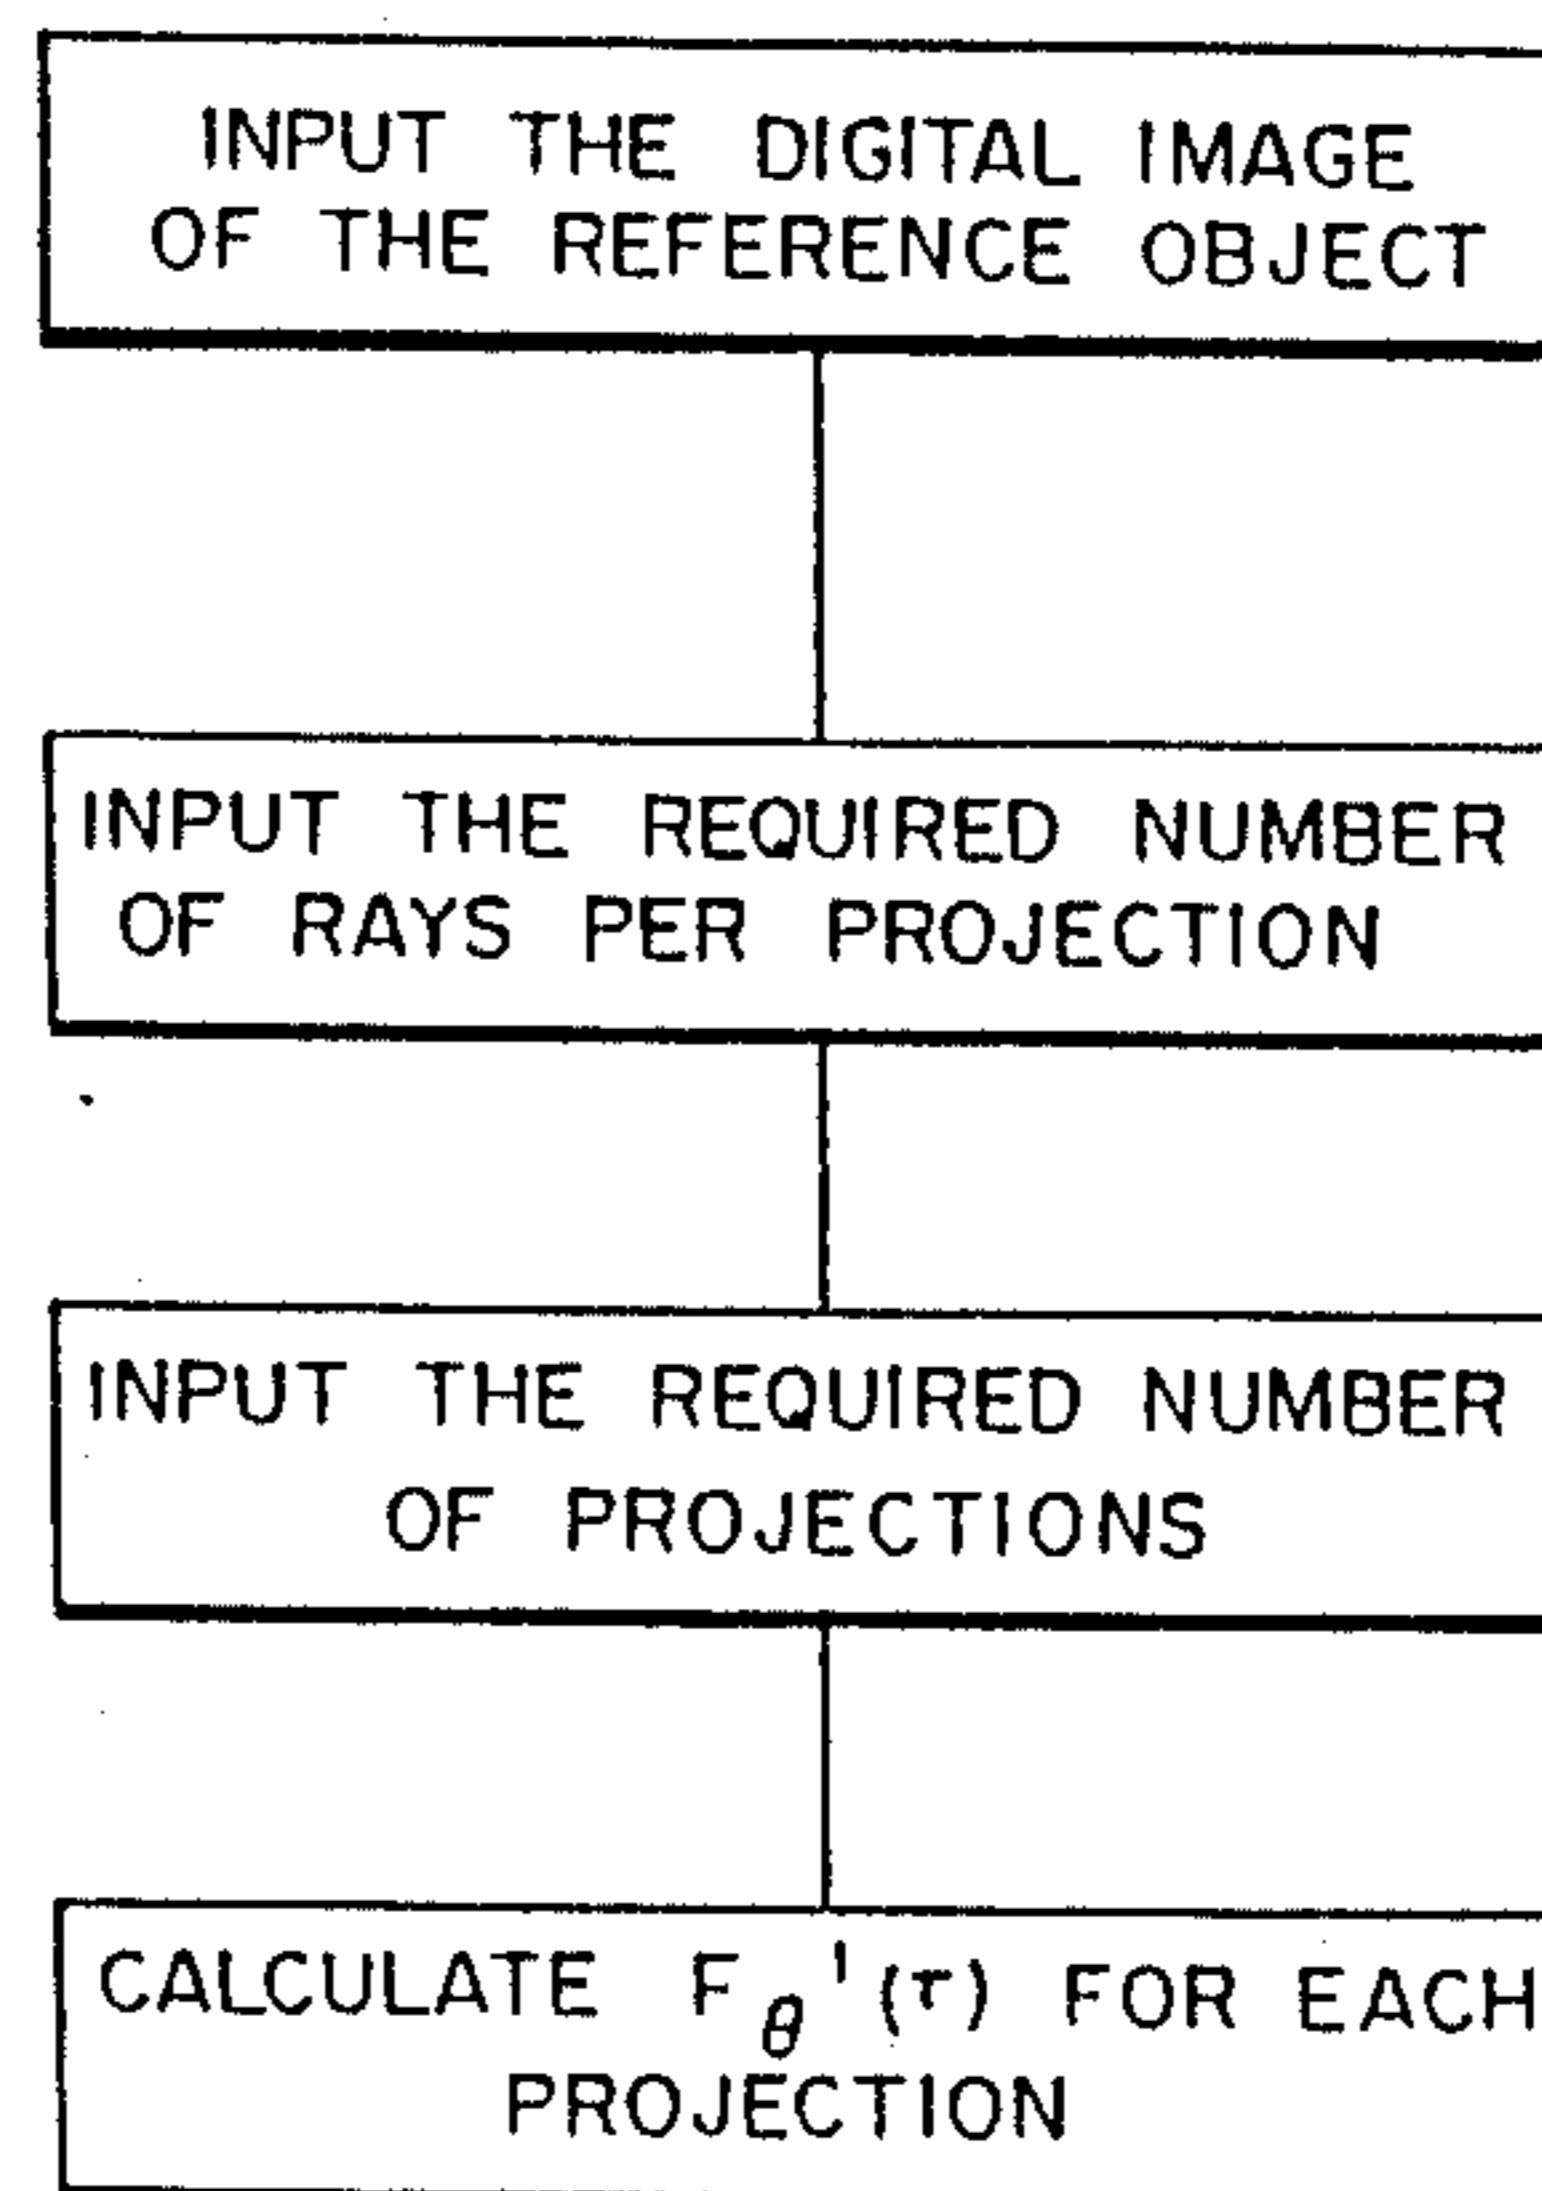 INPUT THE DIGITAL IMAGE
OF THE REFERENCE OBJECT
INPUT THE REQUIRED NUMBER
OF RAYS PER PROJECTION
INPUT THE REQUIRED NUMBER
OF PROJECTIONS
CALCULATE F_θ'(τ) FOR EACH
PROJECTION